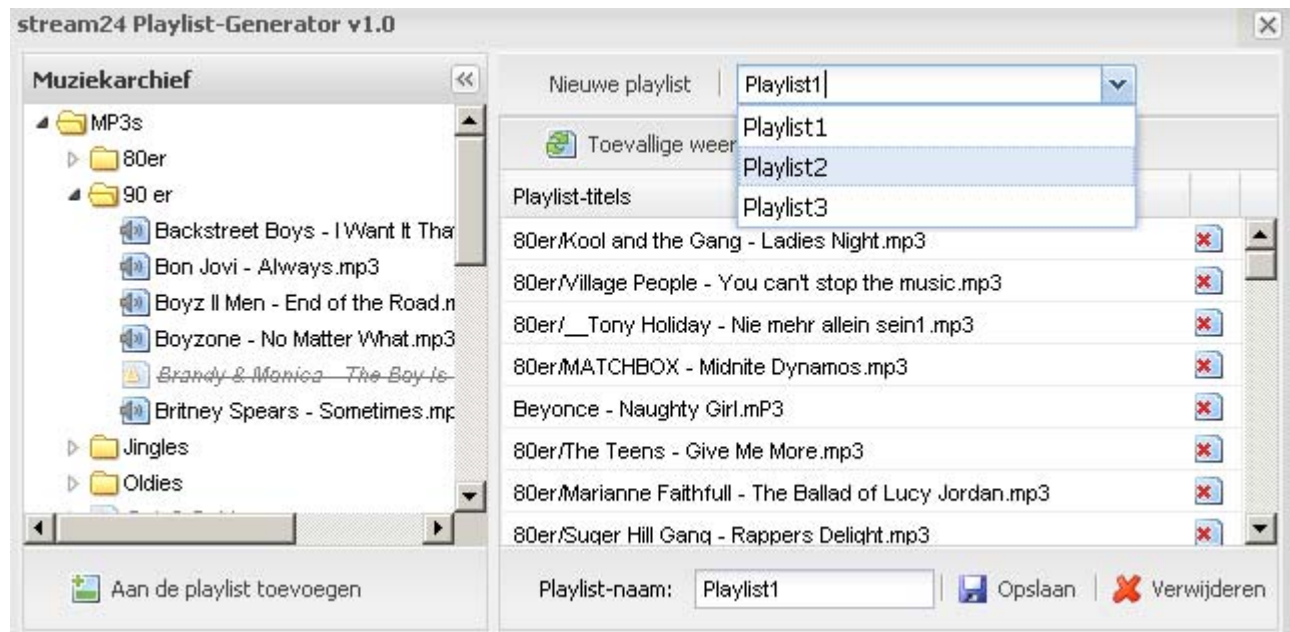 stream24 Playlist-Generator v1.0
Muziekarchief
MP3s
80er
90 er
Backstreet Boys - I Want It Tha
Bon Jovi - Always.mp3
Boyz II Men - End of the Road.m
Boyzone - No Matter What.mp3
Brandy & Monica - The Boy Is
Britney Spears - Sometimes.mp
Jingles
Oldies
Aan de playlist toevoegen
Nieuwe playlist
Playlist1
Playlist1
Playlist2
Playlist3
Toevallige weer
Playlist-titels
80er/Kool and the Gang - Ladies Night.mp3
80er/Village People - You can't stop the music.mp3
80er/__Tony Holiday - Nie mehr allein sein1.mp3
80er/MATCHBOX - Midnite Dynamos.mp3
Beyonce - Naughty Girl.mP3
80er/The Teens - Give Me More.mp3
80er/Marianne Faithfull - The Ballad of Lucy Jordan.mp3
80er/Suger Hill Gang - Rappers Delight.mp3
Playlist-naam: Playlist1 Opslaan Verwijderen